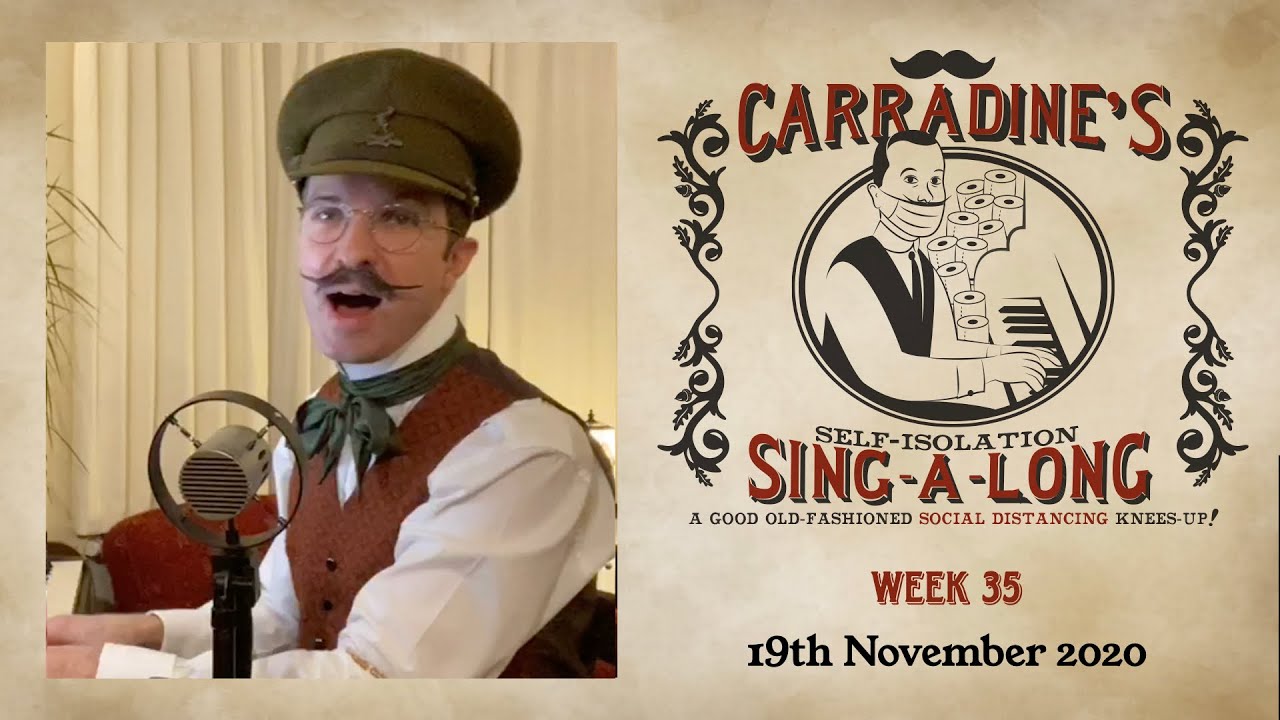 CARRADINE'S
SELF-ISOLATION
SING-A-LONG
A GOOD OLD-FASHIONED SOCIAL DISTANCING KNEES-UP!
WEEK 35
19th November 2020